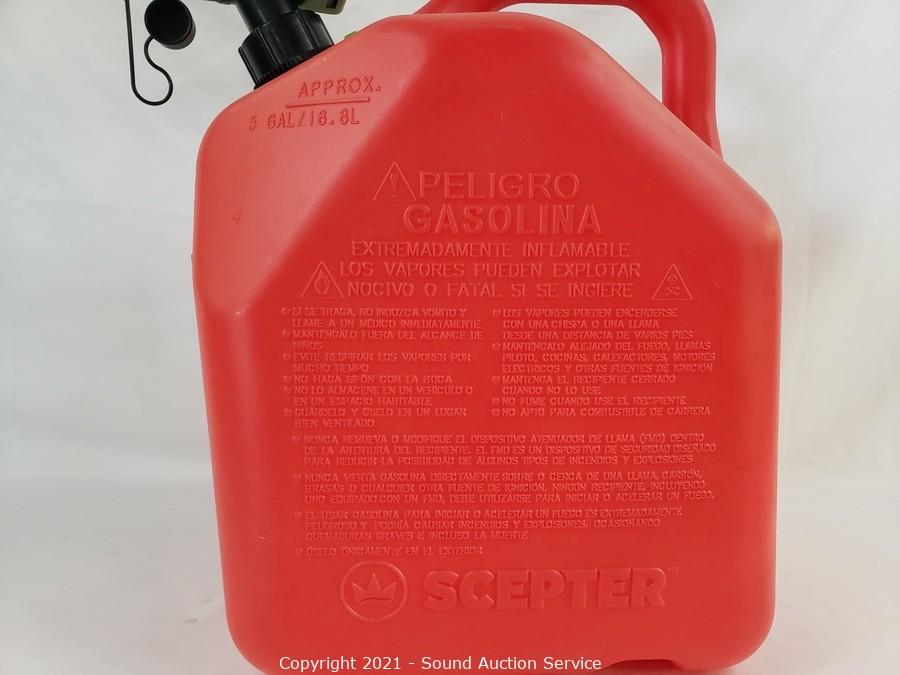 APPROX.
5 GAL/18.8L
4
PELIGRO
GASOLINA
EXTREMADAMENTE INFLAMABLE
LOS VAPORES PUEDEN EXPLOTAR
NOCIVO O FATAL SI SE INGIERE
SI SE TRAGA, NO INDUZCA VOMITO Y
LLAME A UN MEDICO INMEDIATAMENTE
MANTENGALO FUERA DEL ALCANCE DE
NIÑOS
EVITE RESPIRAR LOS VAPORES POR
MUCHO TIEMPO
NO HAGA SIFON CON LA BOCA
NO LO ALMACENE EN UN VEHICULO O
EN UN ESPACIO HABITABLE
GUARDELO Y USELO EN UN LUGAR
BIEN VENTILADO
LOS VAPORES PUEDEN ENCENDERSE
CON UNA CHISPA O UNA LLAMA
DESDE UNA DISTANCIA DE VARIOS PIES
MANTENGALO ALEJADO DEL FUEGO, LLAMAS
PILOTO, COCINAS, CALEFACTORES, MOTORES
ELECTRICOS Y OTRAS FUENTES DE IGNICIÓN
MANTENGA EL RECIPIENTE CERRADO
CUANDO NO LO USE
NO FUME CUANDO USE EL RECIPIENTE
NO APTO PARA COMBUSTIBLE DE CARRERA
NUNCA REMUEVA O MODIFIQUE EL DISPOSITIVO ATENUADOR DE LLAMA (FMD) DENTRO
DE LA ABERTURA DEL RECIPIENTE. EL FMD ES UN DISPOSITIVO DE SEGURIDAD DISEÑADO
PARA REDUCIR LA POSIBILIDAD DE ALGUNOS TIPOS DE INCENDIOS Y EXPLOSIONES
NUNCA VIERTA GASOLINA DIRECTAMENTE SOBRE O CERCA DE UNA LLAMA, CARBÓN,
BRASAS O CUALQUIER OTRA FUENTE DE IGNICIÓN. NINGÚN RECIPIENTE, INCLUYENDO
UNO EQUIPADO CON UN FMD, DEBE UTILIZARSE PARA INICIAR O ACELERAR UN FUEGO.
EL USAR GASOLINA PARA INICIAR O ACELERAR UN FUEGO ES EXTREMADAMENTE
PELIGROSO Y PODRÍA CAUSAR INCENDIOS Y EXPLOSIONES, OCASIONANDO
QUEMADURAS GRAVES E INCLUSO LA MUERTE
ÚSELO ÚNICAMENTE EN EL EXTERIOR
SCEPTER™
Copyright 2021 - Sound Auction Service